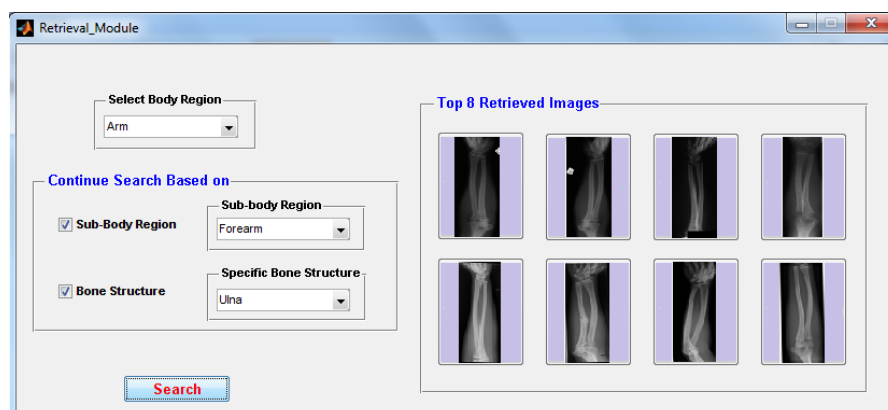 Retrieval_Module
Select Body Region
Arm
Continue Search Based on
Sub-Body Region
Sub-body Region
Forearm
Bone Structure
Specific Bone Structure
Ulna
Search
Top 8 Retrieved Images